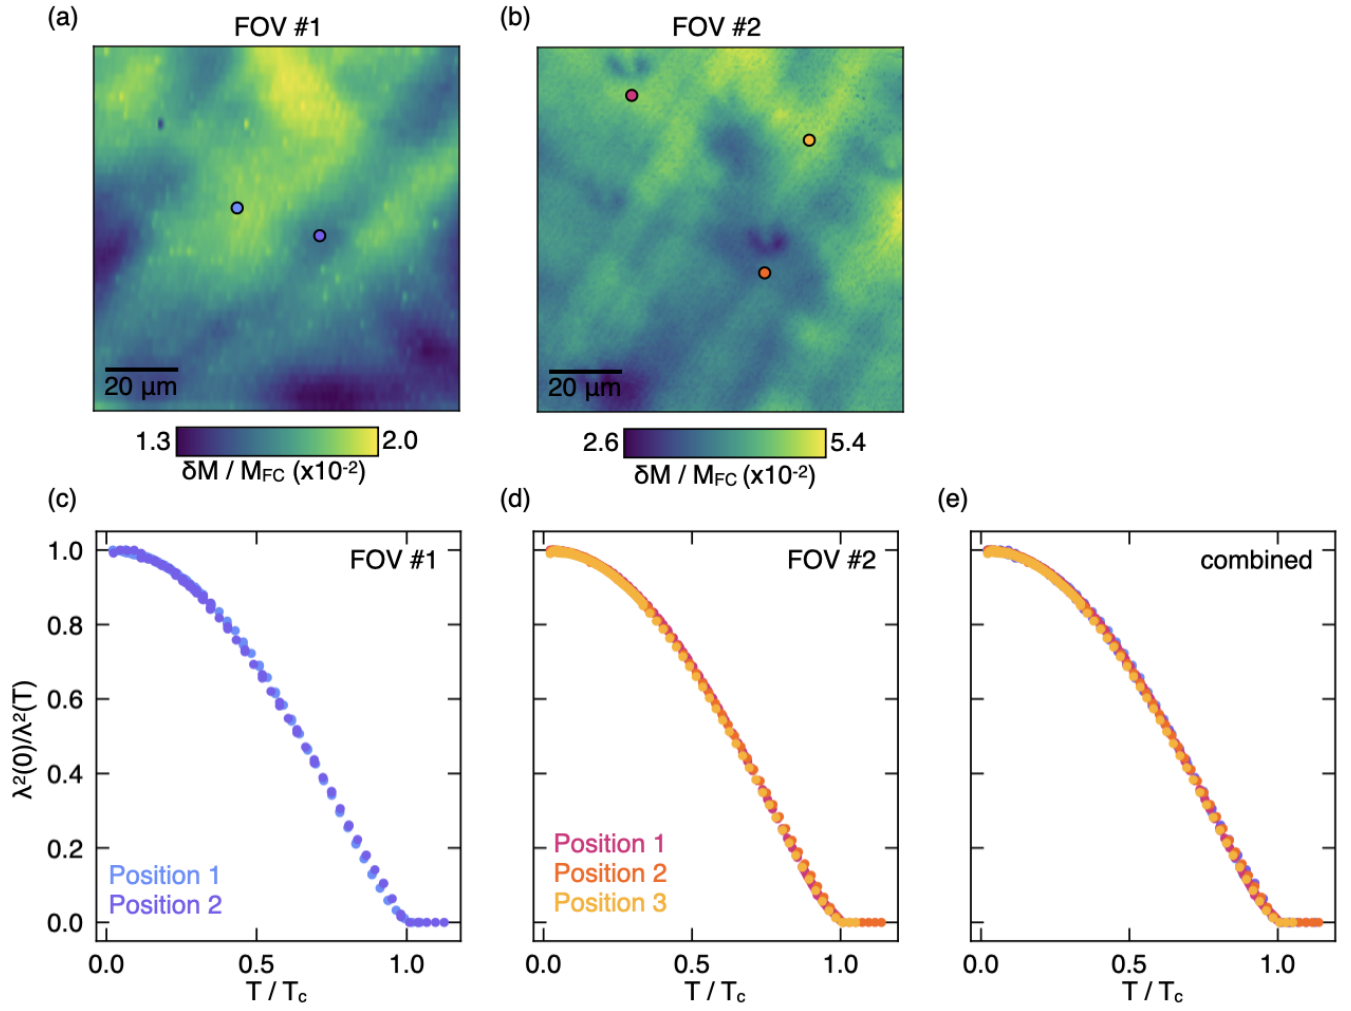 (a)
FOV #1
(b)
FOV #2
20 μm
20 μm
1.3
2.0
δM / MFC (x10-2)
2.6
5.4
δM / MFC (x10-2)
(c)
(d)
(e)
FOV #1
FOV #2
combined
1.0
0.8
0.6
0.4
0.2
0.0
λ²(0)/λ²(T)
Position 1
Position 2
Position 1
Position 2
Position 3
0.0 0.5 1.0
0.0 0.5 1.0
0.0 0.5 1.0
T / Tc
T / Tc
T / Tc